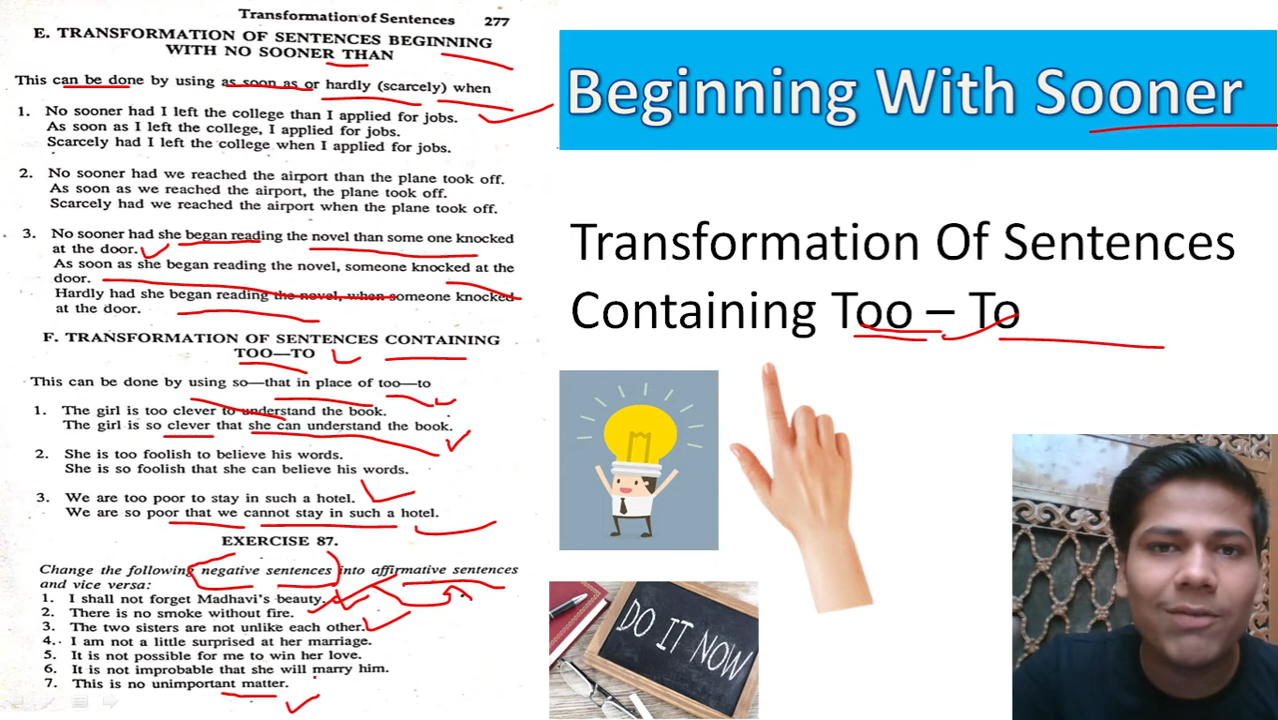 Transformation of Sentences 277
E. TRANSFORMATION OF SENTENCES BEGINNING
WITH NO SOONER THAN
This can be done by using as soon as or hardly (scarcely) when
1. No sooner had I left the college than I applied for jobs.
As soon as I left the college, I applied for jobs.
Scarcely had I left the college when I applied for jobs.
2. No sooner had we reached the airport than the plane took off.
As soon as we reached the airport, the plane took off.
Scarcely had we reached the airport when the plane took off.
3. No sooner had she began reading the novel than some one knocked
at the door.
As soon as she began reading the novel, someone knocked at the
door.
Hardly had she began reading the novel, when someone knocked
at the door.
F. TRANSFORMATION OF SENTENCES CONTAINING
TOO—TO
This can be done by using so—that in place of too—to
1. The girl is too clever to understand the book.
The girl is so clever that she can understand the book.
2. She is too foolish to believe his words.
She is so foolish that she can believe his words.
3. We are too poor to stay in such a hotel.
We are so poor that we cannot stay in such a hotel.
EXERCISE 87.
Change the following negative sentences into affirmative sentences
and vice versa:
1. I shall not forget Madhavi's beauty.
2. There is no smoke without fire.
3. The two sisters are not unlike each other.
4. I am not a little surprised at her marriage.
5. It is not possible for me to win her love.
6. It is not improbable that she will marry him.
7. This is no unimportant matter.
Beginning With Sooner
Transformation Of Sentences
Containing Too – To
DO IT NOW